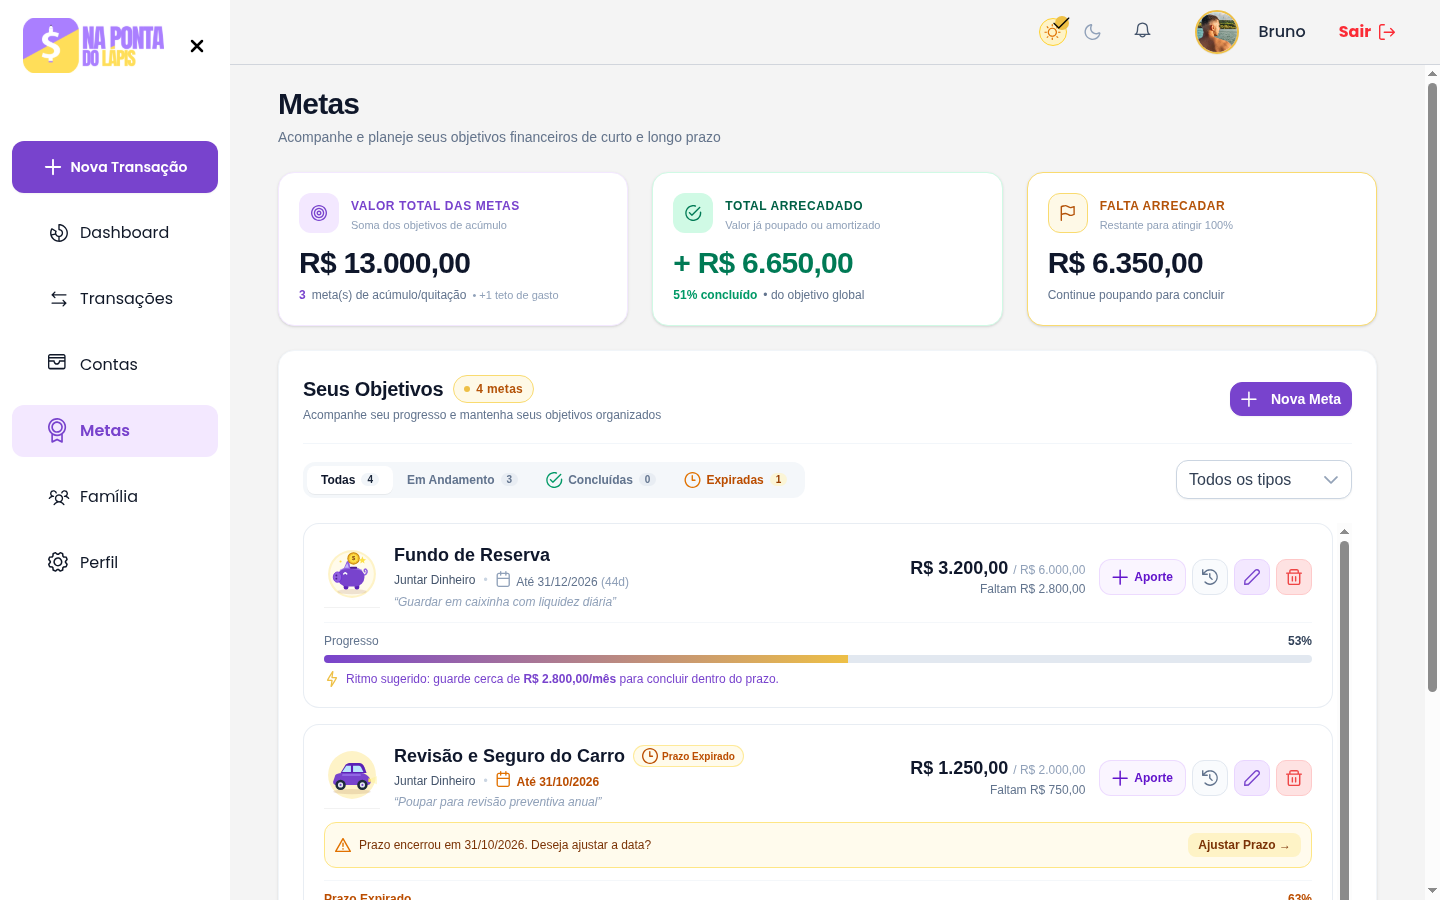 NA PONTA
DO LÁPIS
Bruno
Sair
Nova Transação
Dashboard
Transações
Contas
Metas
Família
Perfil
Metas
Acompanhe e planeje seus objetivos financeiros de curto e longo prazo
VALOR TOTAL DAS METAS
Soma dos objetivos de acúmulo
R$ 13.000,00
3 meta(s) de acúmulo/quitação • +1 teto de gasto
TOTAL ARRECADADO
Valor já poupado ou amortizado
+ R$ 6.650,00
51% concluído • do objetivo global
FALTA ARRECADAR
Restante para atingir 100%
R$ 6.350,00
Continue poupando para concluir
Seus Objetivos
4 metas
Acompanhe seu progresso e mantenha seus objetivos organizados
Nova Meta
Todas 4
Em Andamento 3
Concluídas 0
Expiradas 1
Todos os tipos
Fundo de Reserva
Juntar Dinheiro • Até 31/12/2026 (44d)
“Guardar em caixinha com liquidez diária”
R$ 3.200,00 / R$ 6.000,00
Faltam R$ 2.800,00
Aporte
Progresso
53%
Ritmo sugerido: guarde cerca de R$ 2.800,00/mês para concluir dentro do prazo.
Revisão e Seguro do Carro
Prazo Expirado
Juntar Dinheiro • Até 31/10/2026
“Poupar para revisão preventiva anual”
R$ 1.250,00 / R$ 2.000,00
Faltam R$ 750,00
Aporte
Prazo encerrou em 31/10/2026. Deseja ajustar a data?
Ajustar Prazo →
Prazo Expirado
63%